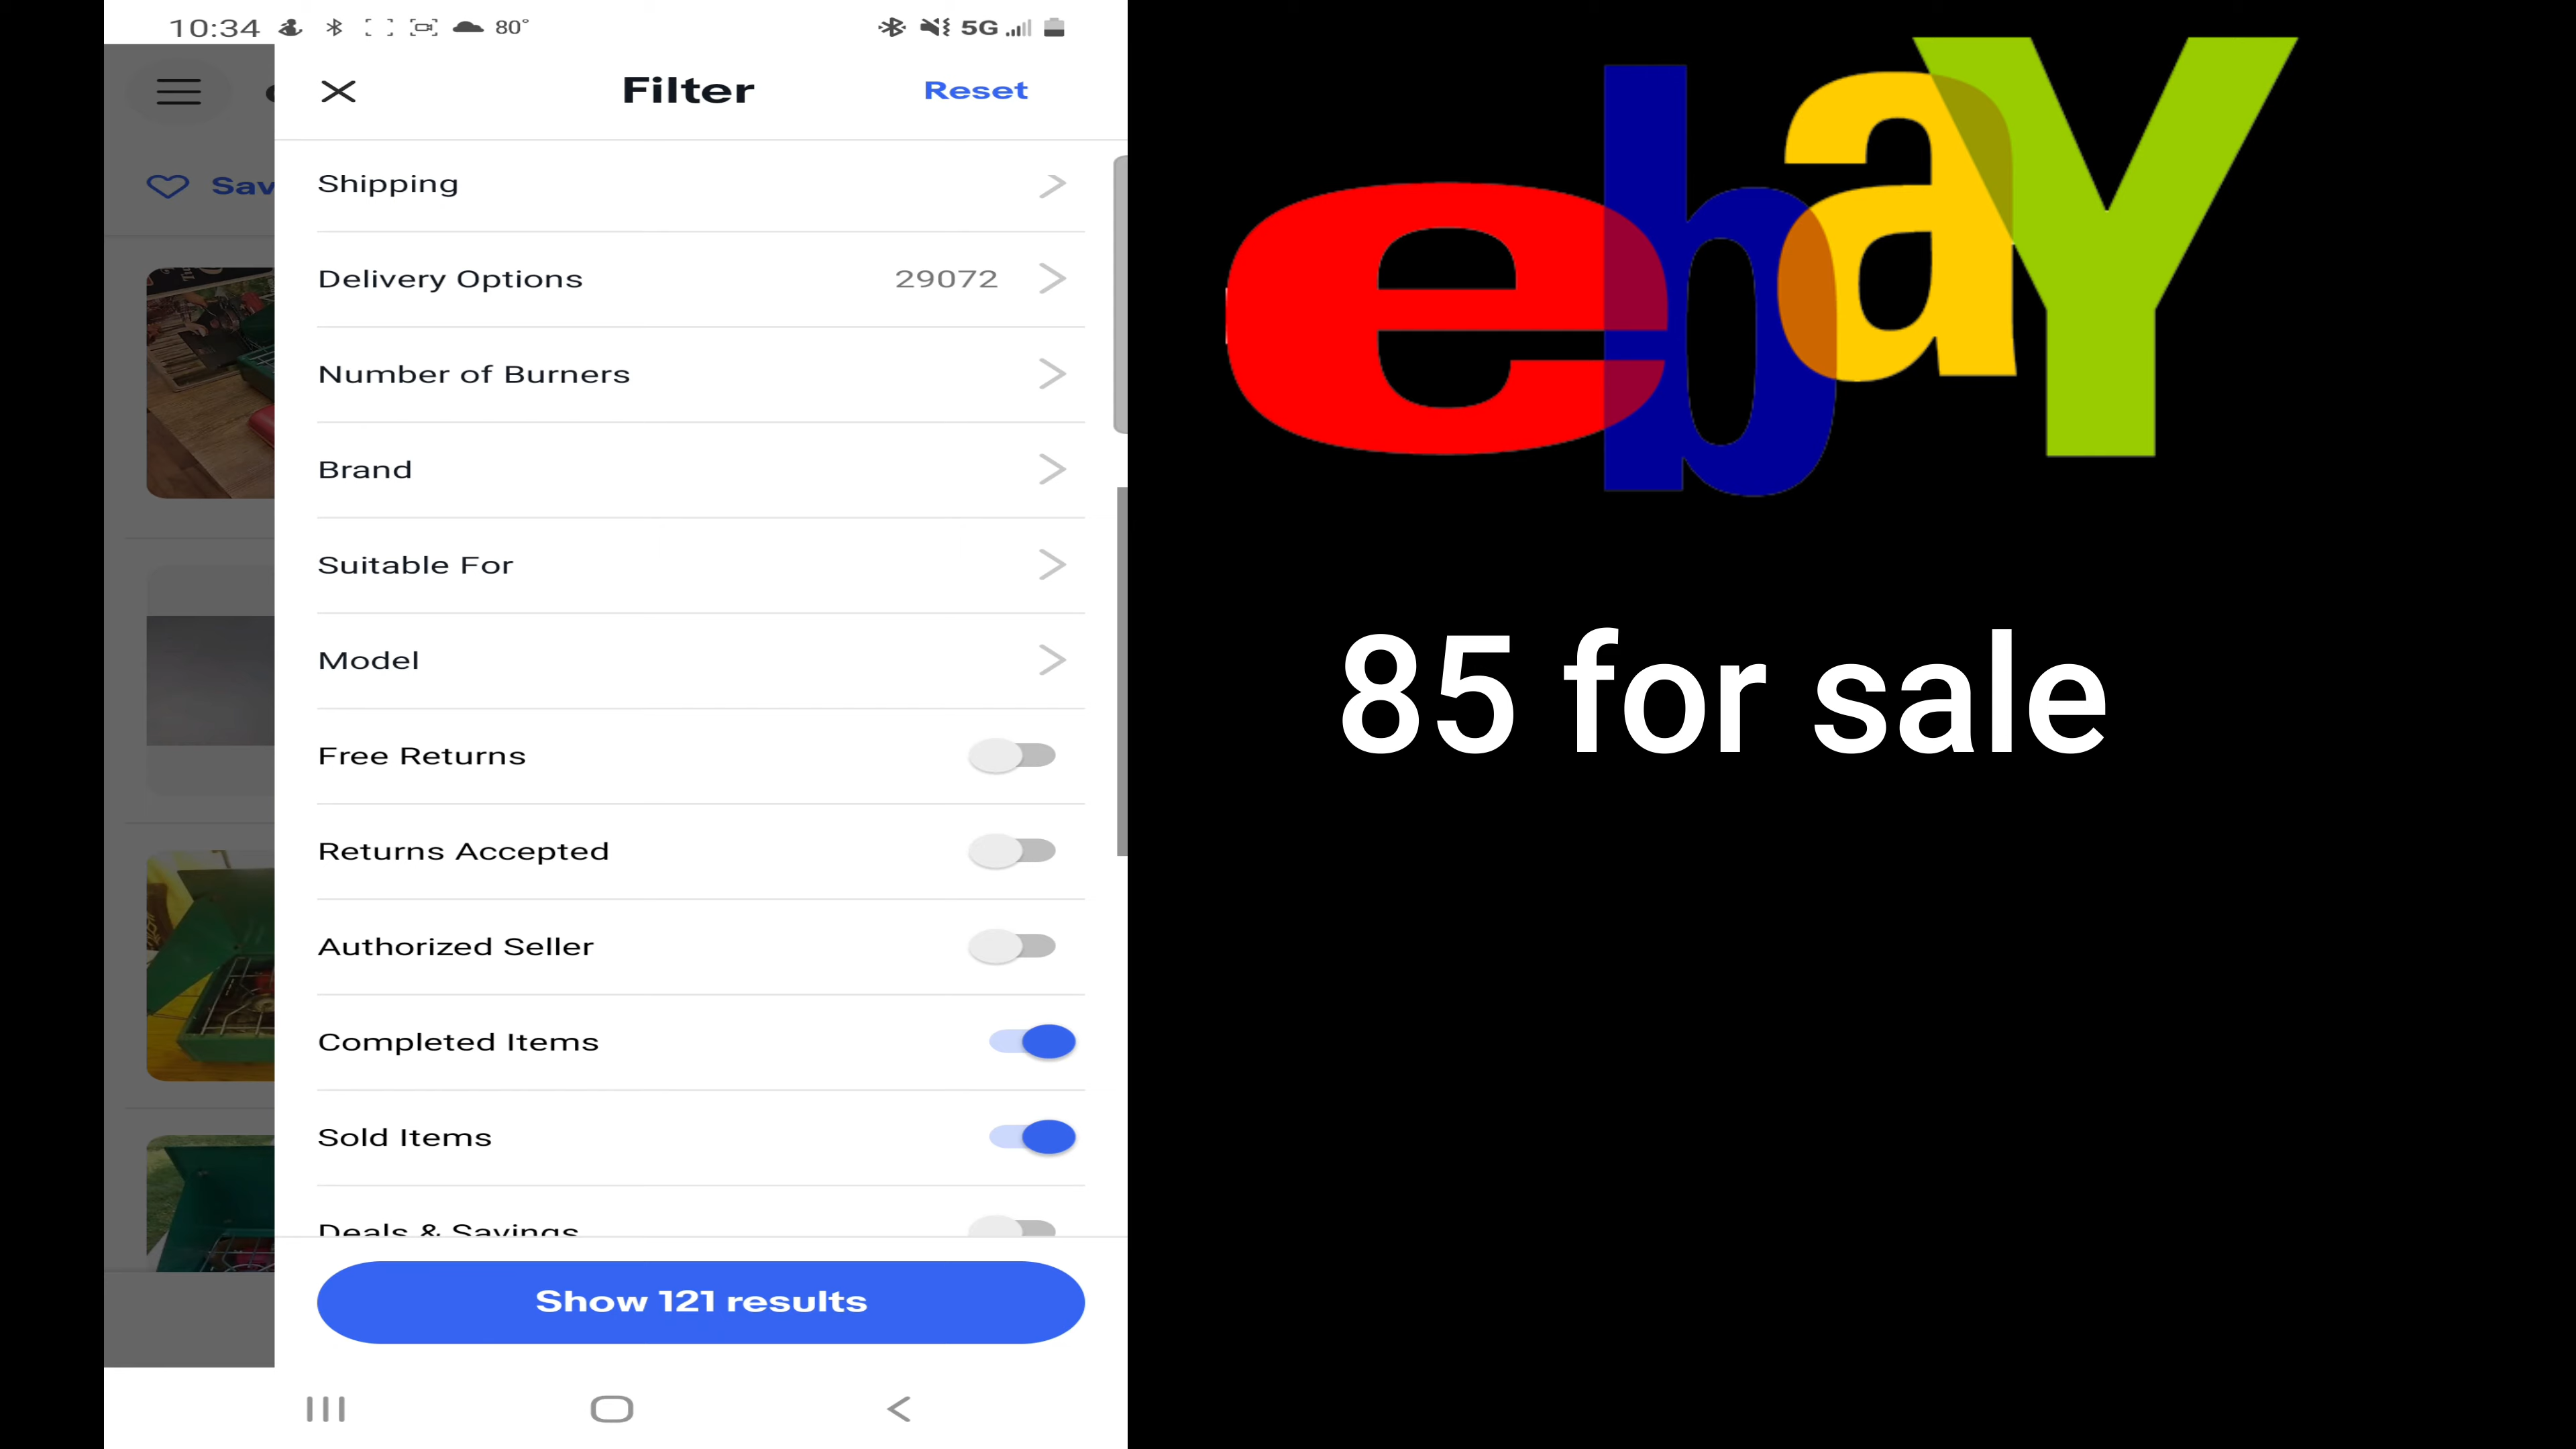 10:34 80° 5G
Filter
Reset
Sav
Shipping
Delivery Options 29072
Number of Burners
Brand
Suitable For
Model
Free Returns
Returns Accepted
Authorized Seller
Completed Items
Sold Items
Deals & Savings
Show 121 results
ebaY
85 for sale